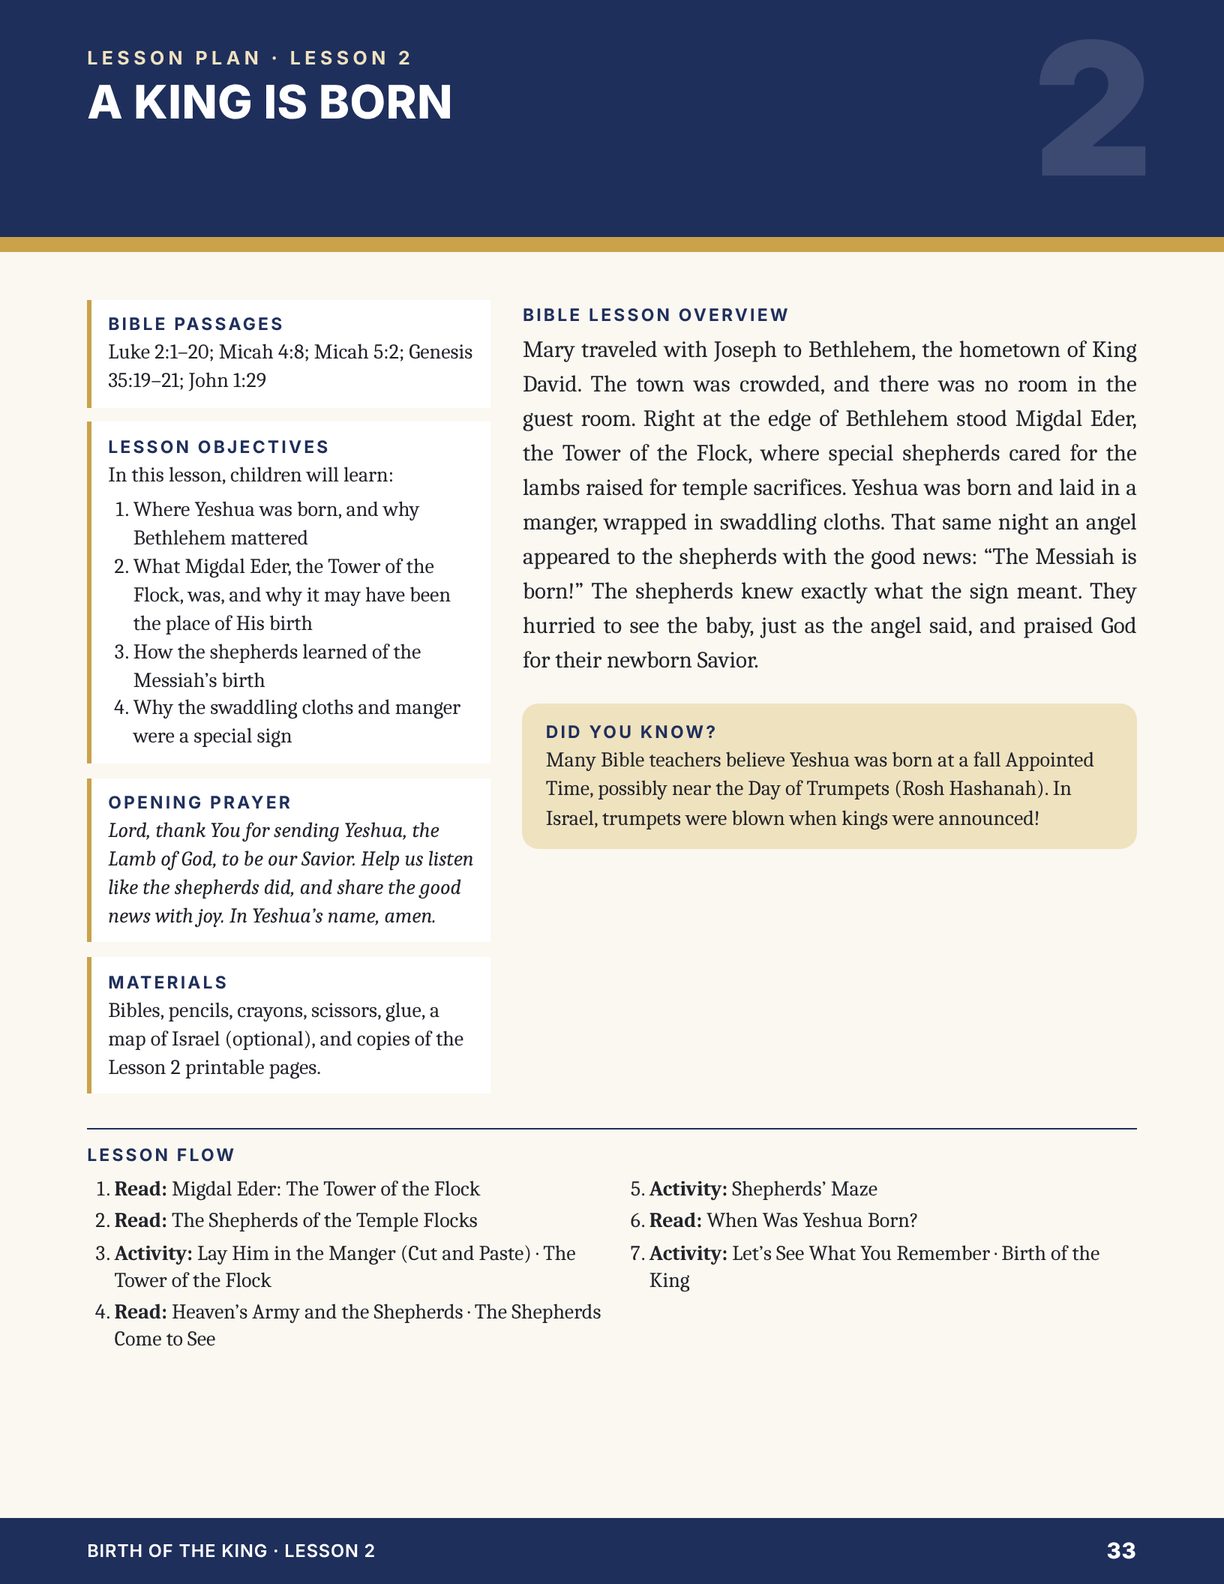 LESSON PLAN · LESSON 2
A KING IS BORN
2
BIBLE PASSAGES
Luke 2:1–20; Micah 4:8; Micah 5:2; Genesis
35:19–21; John 1:29
LESSON OBJECTIVES
In this lesson, children will learn:
1. Where Yeshua was born, and why
Bethlehem mattered
2. What Migdal Eder, the Tower of the
Flock, was, and why it may have been
the place of His birth
3. How the shepherds learned of the
Messiah’s birth
4. Why the swaddling cloths and manger
were a special sign
OPENING PRAYER
Lord, thank You for sending Yeshua, the
Lamb of God, to be our Savior. Help us listen
like the shepherds did, and share the good
news with joy. In Yeshua’s name, amen.
MATERIALS
Bibles, pencils, crayons, scissors, glue, a
map of Israel (optional), and copies of the
Lesson 2 printable pages.
BIBLE LESSON OVERVIEW
Mary traveled with Joseph to Bethlehem, the hometown of King
David. The town was crowded, and there was no room in the
guest room. Right at the edge of Bethlehem stood Migdal Eder,
the Tower of the Flock, where special shepherds cared for the
lambs raised for temple sacrifices. Yeshua was born and laid in a
manger, wrapped in swaddling cloths. That same night an angel
appeared to the shepherds with the good news: “The Messiah is
born!” The shepherds knew exactly what the sign meant. They
hurried to see the baby, just as the angel said, and praised God
for their newborn Savior.
DID YOU KNOW?
Many Bible teachers believe Yeshua was born at a fall Appointed
Time, possibly near the Day of Trumpets (Rosh Hashanah). In
Israel, trumpets were blown when kings were announced!
LESSON FLOW
1. Read: Migdal Eder: The Tower of the Flock
2. Read: The Shepherds of the Temple Flocks
3. Activity: Lay Him in the Manger (Cut and Paste) · The
Tower of the Flock
4. Read: Heaven’s Army and the Shepherds · The Shepherds
Come to See
5. Activity: Shepherds’ Maze
6. Read: When Was Yeshua Born?
7. Activity: Let’s See What You Remember · Birth of the
King
BIRTH OF THE KING · LESSON 2
33